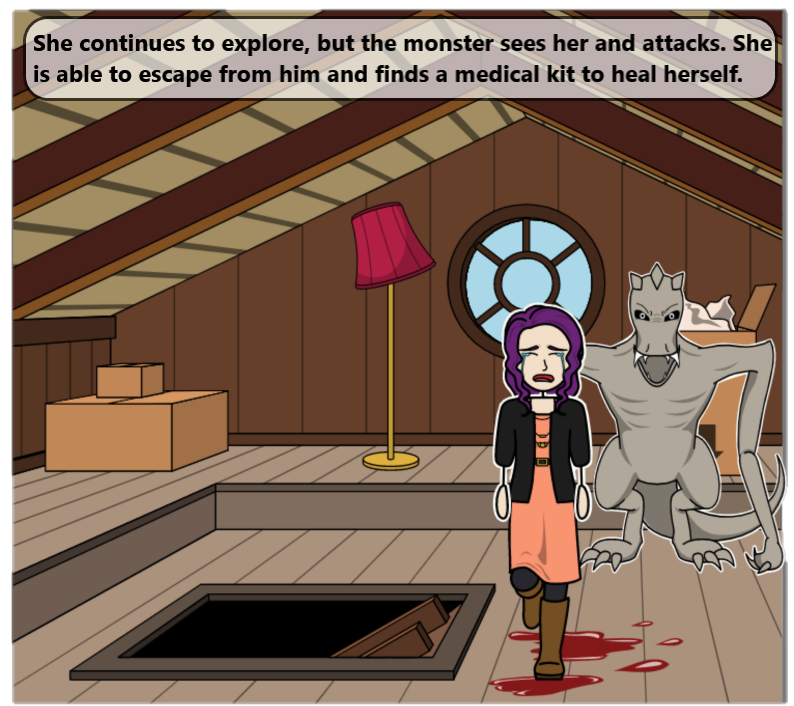 She continues to explore, but the monster sees her and attacks. She
is able to escape from him and finds a medical kit to heal herself.